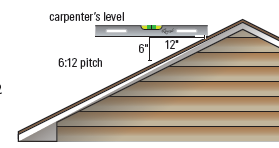 carpenter's level
12"
6"
6:12 pitch